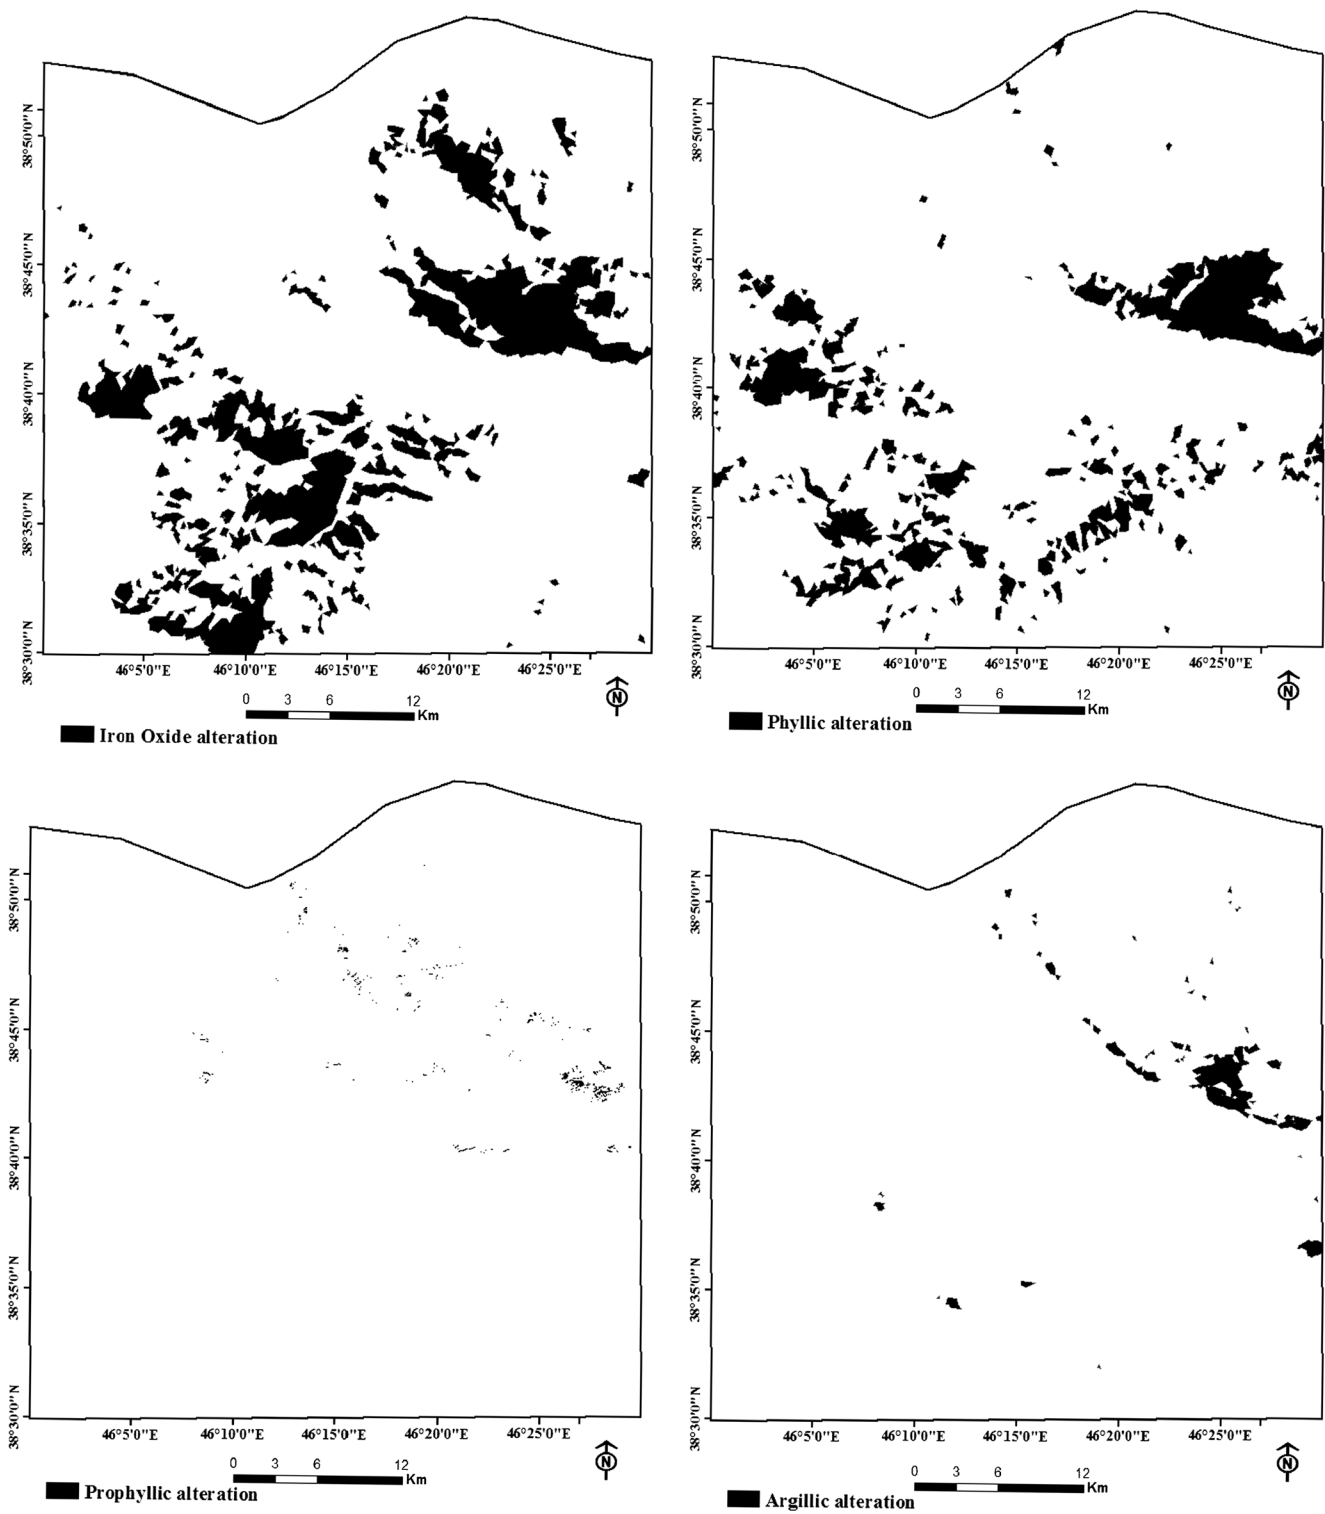 38°50'0"N
38°45'0"N
38°40'0"N
38°35'0"N
38°30'0"N
46°5'0"E 46°10'0"E 46°15'0"E 46°20'0"E 46°25'0"E
0 3 6 12
Km
N
Iron Oxide alteration
38°50'0"N
38°45'0"N
38°40'0"N
38°35'0"N
38°30'0"N
46°5'0"E 46°10'0"E 46°15'0"E 46°20'0"E 46°25'0"E
0 3 6 12
Km
N
Phyllic alteration
38°50'0"N
38°45'0"N
38°40'0"N
38°35'0"N
38°30'0"N
46°5'0"E 46°10'0"E 46°15'0"E 46°20'0"E 46°25'0"E
0 3 6 12
Km
N
Prophyllic alteration
38°50'0"N
38°45'0"N
38°40'0"N
38°35'0"N
38°30'0"N
46°5'0"E 46°10'0"E 46°15'0"E 46°20'0"E 46°25'0"E
0 3 6 12
Km
N
Argillic alteration